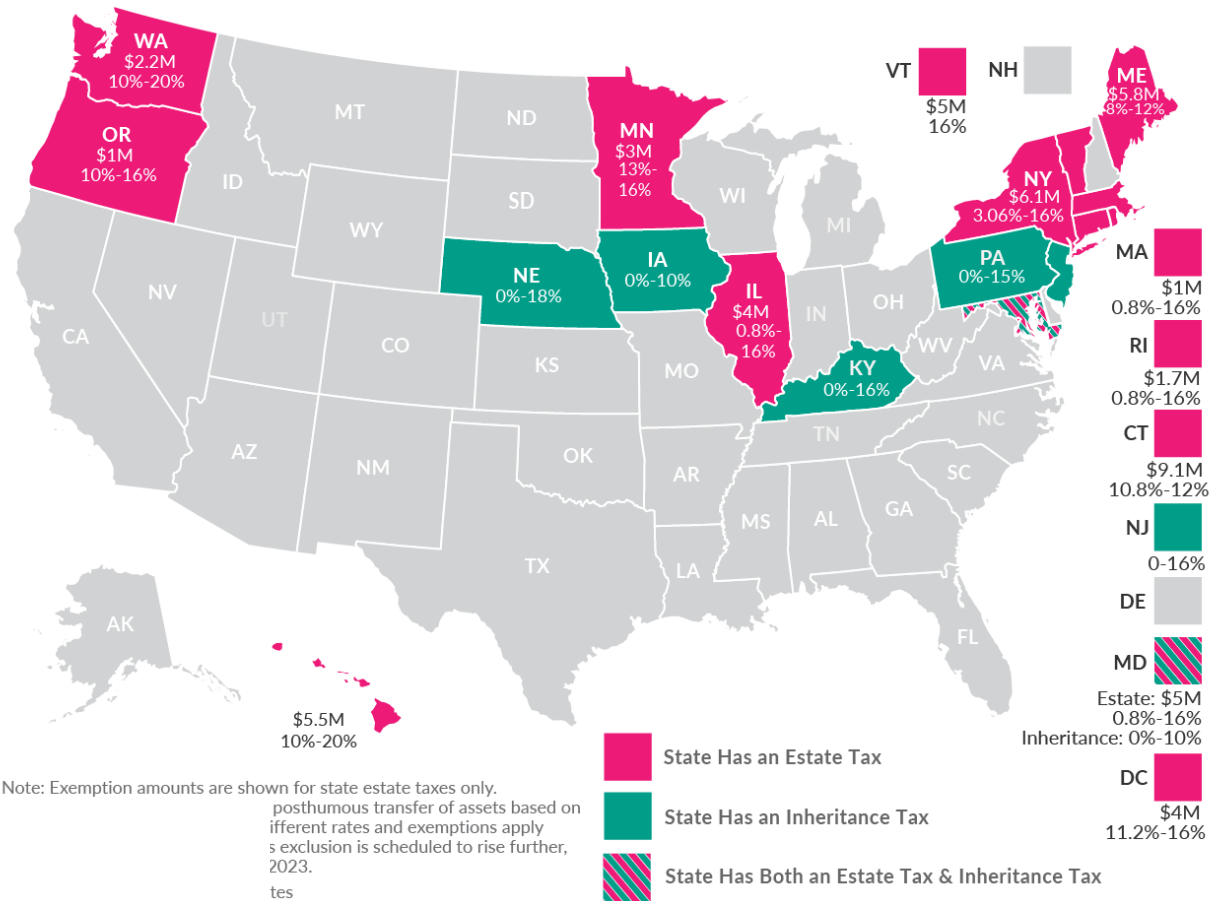 WA
$2.2M
10%-20%
OR
$1M
10%-16%
MT
ID
ND
SD
WY
MN
$3M
13%-
16%
WI
MI
VT
$5M
16%
NH
ME
$5.8M
8%-12%
NY
$6.1M
3.06%-16%
CA
NV
UT
CO
NE
0%-18%
IA
0%-10%
IL
$4M
0.8%-
16%
IN
OH
PA
0%-15%
KS
MO
KY
0%-16%
WV
VA
AZ
NM
OK
AR
TN
NC
SC
TX
LA
MS
AL
GA
FL
AK
$5.5M
10%-20%
MA
$1M
0.8%-16%
RI
$1.7M
0.8%-16%
CT
$9.1M
10.8%-12%
NJ
0-16%
DE
MD
Estate: $5M
0.8%-16%
Inheritance: 0%-10%
DC
$4M
11.2%-16%
State Has an Estate Tax
State Has an Inheritance Tax
State Has Both an Estate Tax & Inheritance Tax
Note: Exemption amounts are shown for state estate taxes only.
posthumous transfer of assets based on
ifferent rates and exemptions apply
s exclusion is scheduled to rise further,
2023.
tes